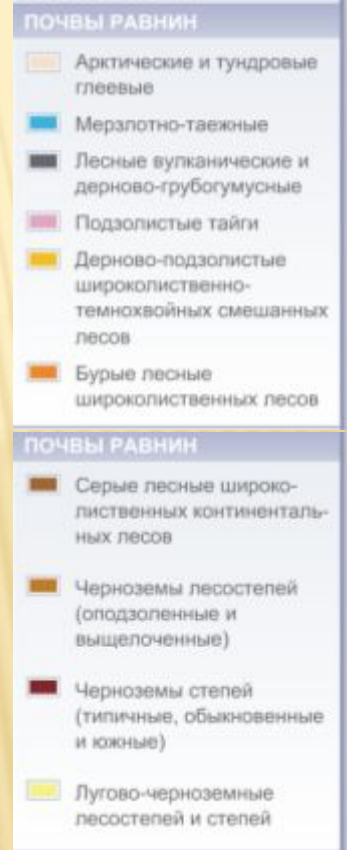 ПОЧВЫ РАВНИН
Арктические и тундровые
глеевые
Мерзлотно-таежные
Лесные вулканические и
дерново-грубогумусные
Подзолистые тайги
Дерново-подзолистые
широколиственно-
темнохвойных смешанных
лесов
Бурые лесные
широколиственных лесов
ПОЧВЫ РАВНИН
Серые лесные широко-
лиственных континенталь-
ных лесов
Черноземы лесостепей
(оподзоленные и
выщелоченные)
Черноземы степей
(типичные, обыкновенные
и южные)
Лугово-черноземные
лесостепей и степей